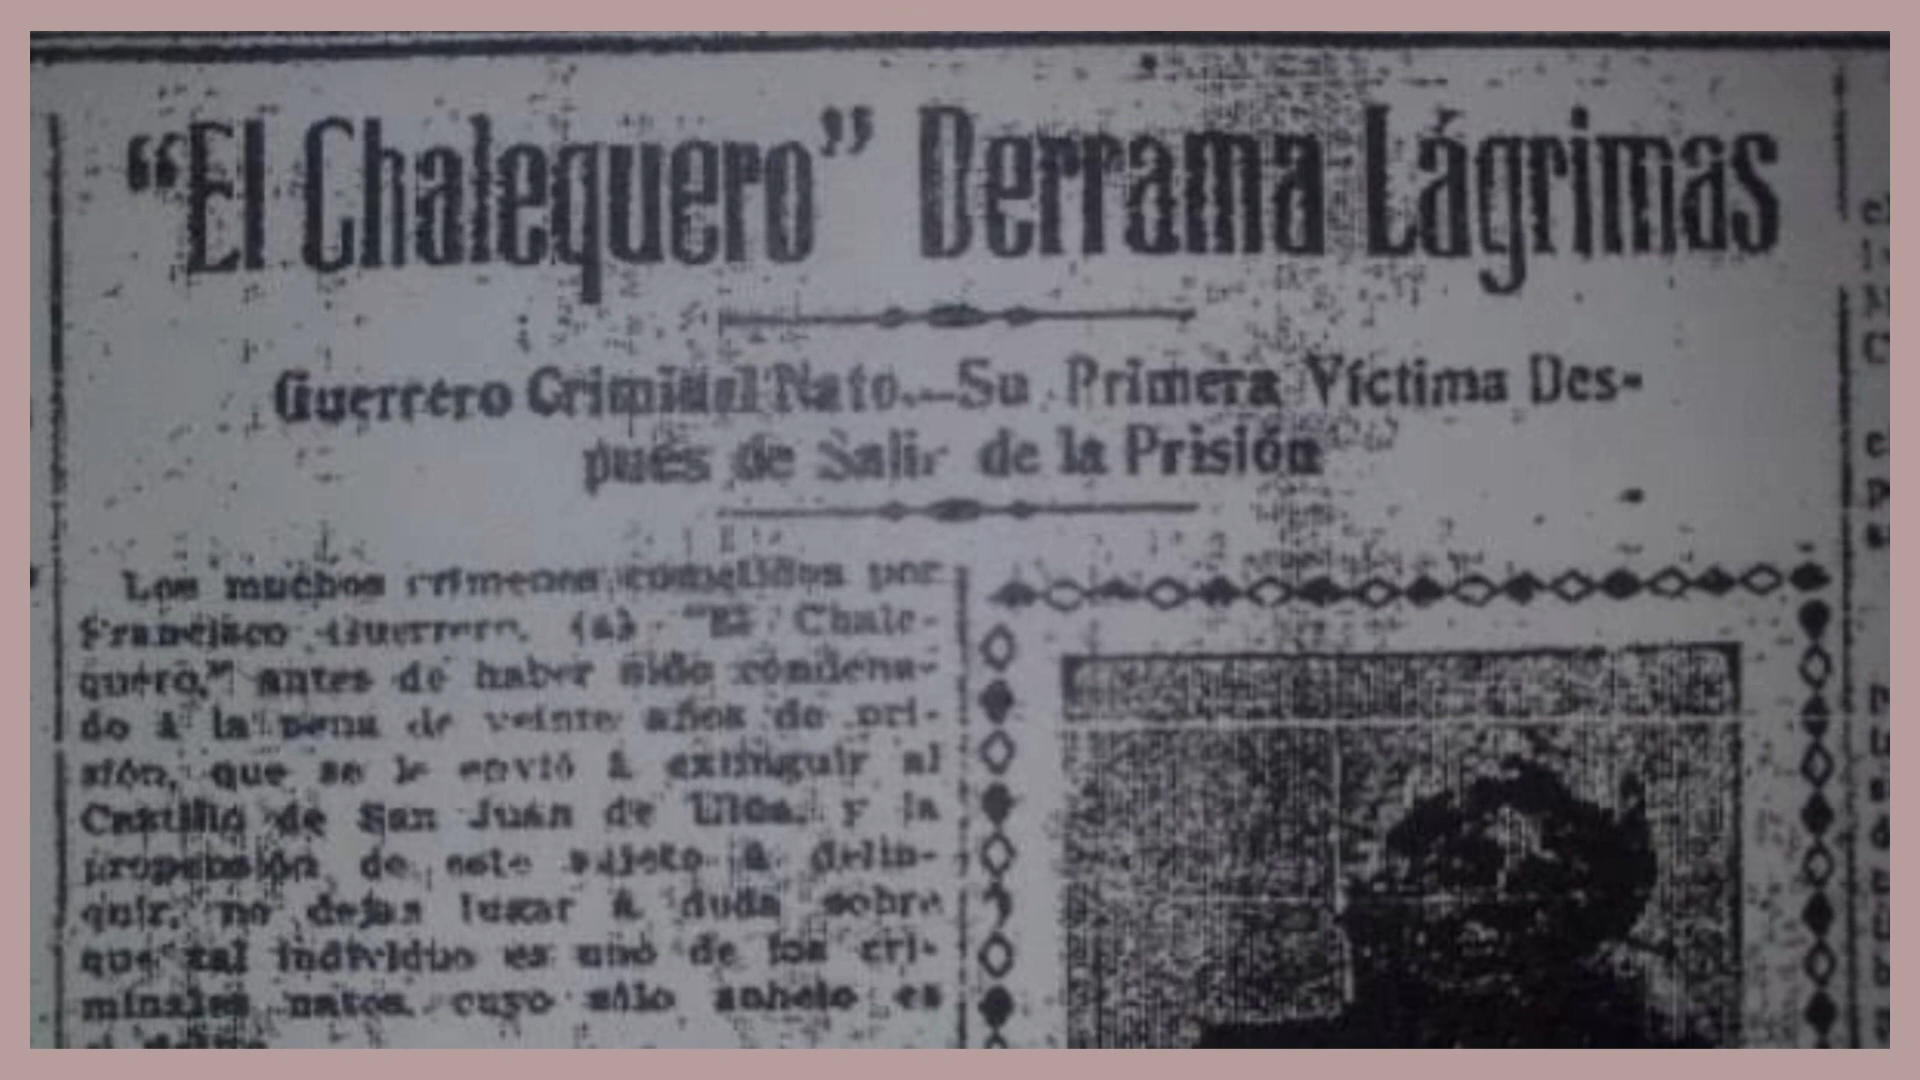 “El Chalequero” Derrama Lágrimas
Guerrero Criminal Nato.—Su Primera Víctima Des-
pués de Salir de la Prisión
Los muchos crímenes cometidos por
Francisco Guerrero, (a) "El Chale-
quero," antes de haber sido condena-
do á la pena de veinte años de pri-
sión, que se le envió á extinguir al
Castillo de San Juan de Ulúa, y la
propensión de este sujeto á delin-
quir, no dejan lugar á duda sobre
que tal individuo es uno de los cri-
minales natos, cuyo sólo anhelo es